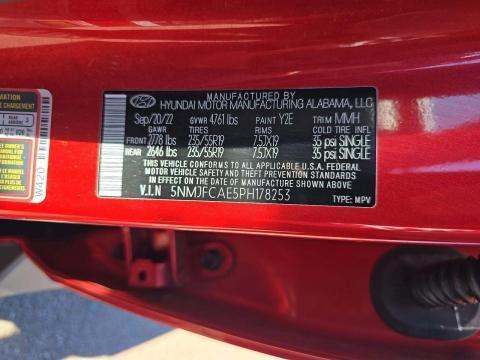 MANUFACTURED BY
HYUNDAI MOTOR MANUFACTURING ALABAMA, LLC
Sep/20/22 GVWR 4761 lbs PAINT Y2E TRIM MMH
GAWR TIRES RIMS COLD TIRE INFL
FRONT 2778 lbs 235/55R19 7.5JX19 35 psi SINGLE
REAR 2646 lbs 235/55R19 7.5JX19 35 psi SINGLE
THIS VEHICLE CONFORMS TO ALL APPLICABLE U.S. FEDERAL
MOTOR VEHICLE SAFETY AND THEFT PREVENTION STANDARDS IN
EFFECT ON THE DATE OF MANUFACTURE SHOWN ABOVE.
V.I.N 5NMJFCAE5PH178253
TYPE: MPV
MATION
CHARGEMENT
NX420